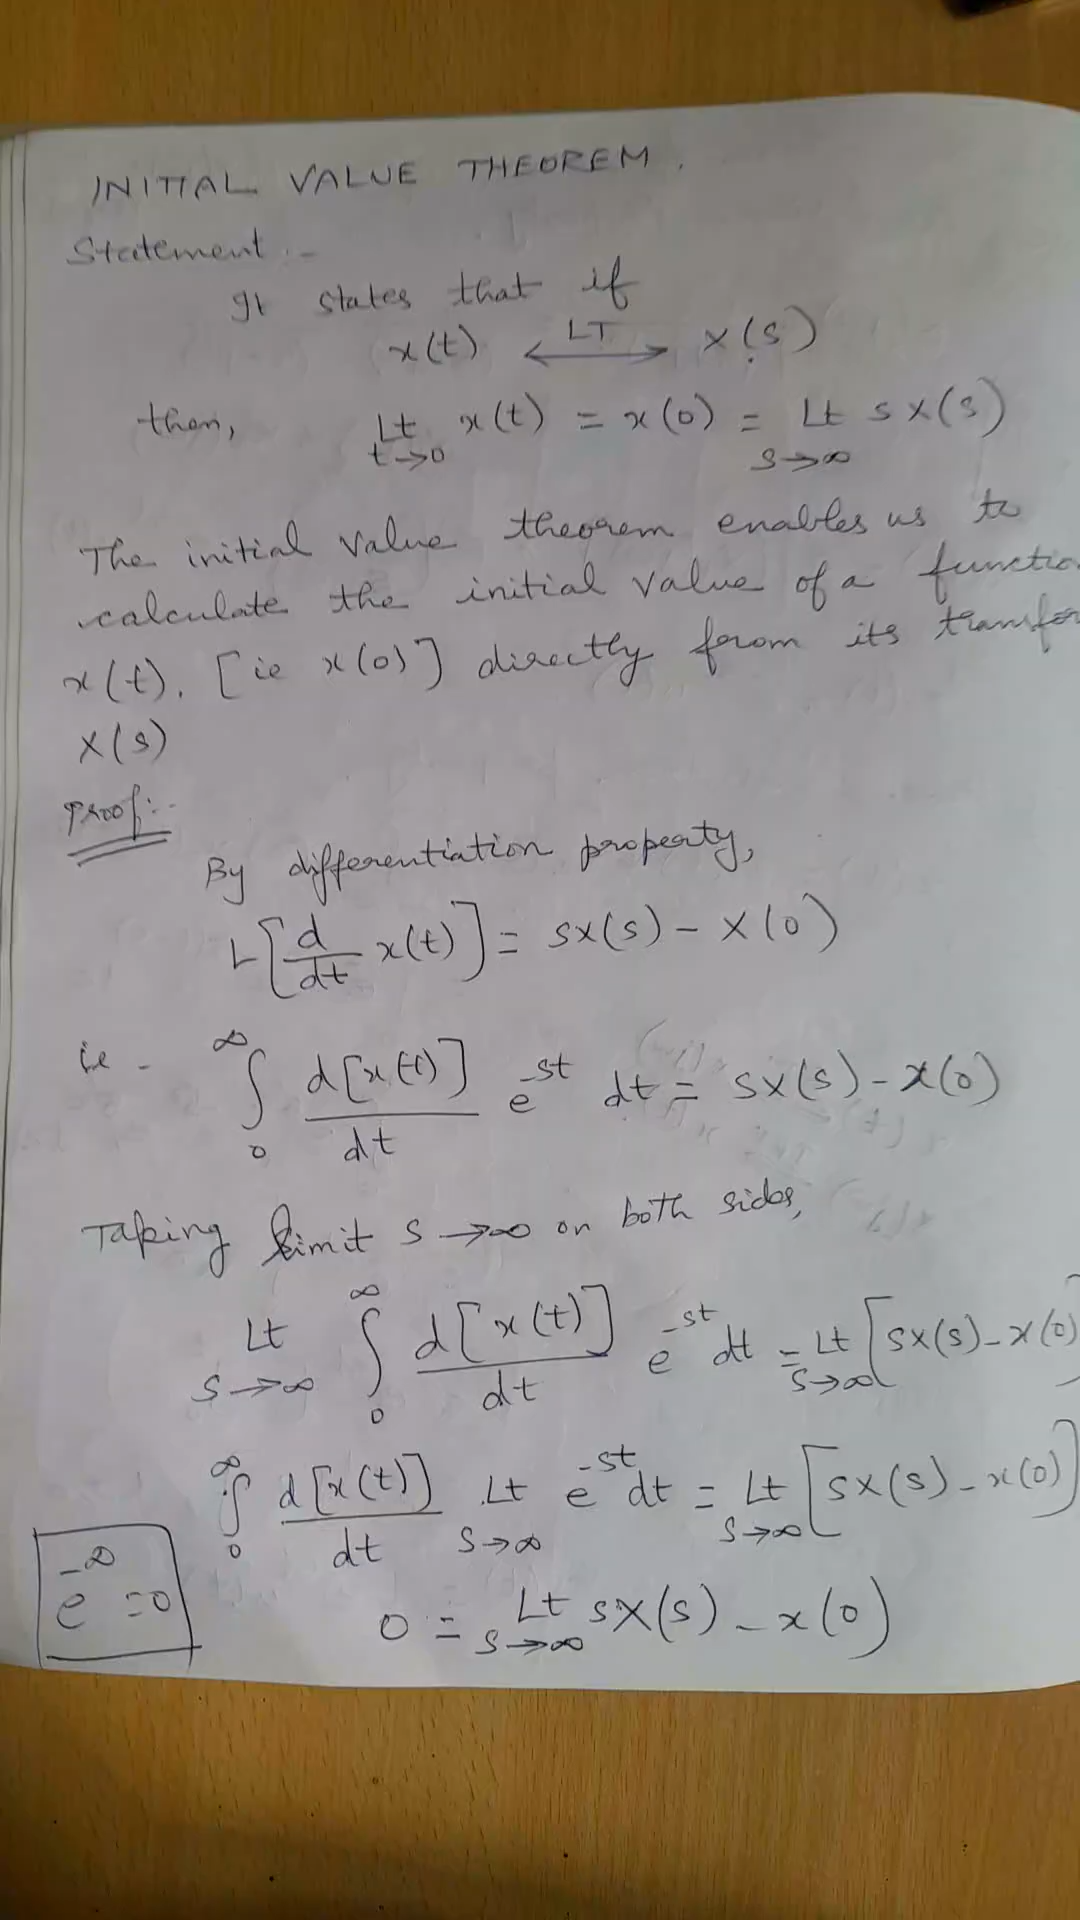 INITIAL VALUE THEOREM.
Statement :-
It states that if
x(t) <--LT--> X(s)
then, Lt t→0 x(t) = x(0) = Lt s→∞ sX(s)
The initial value theorem enables us to
calculate the initial value of a functio
x(t). [ie x(0)] directly from its transfor
X(s)
Proof:-
By differentiation property,
L[d/dt x(t)] = sX(s) - X(0)
ie - ∫₀^∞ d[x(t)]/dt e^-st dt = sX(s) - x(0)
Taking limit s→∞ on both sides,
Lt s→∞ ∫₀^∞ d[x(t)]/dt e^-st dt = Lt s→∞ [sX(s) - x(0)]
∫₀^∞ d[x(t)]/dt Lt s→∞ e^-st dt = Lt s→∞ [sX(s) - x(0)]
e^-∞ = 0
0 = Lt s→∞ sX(s) - x(0)